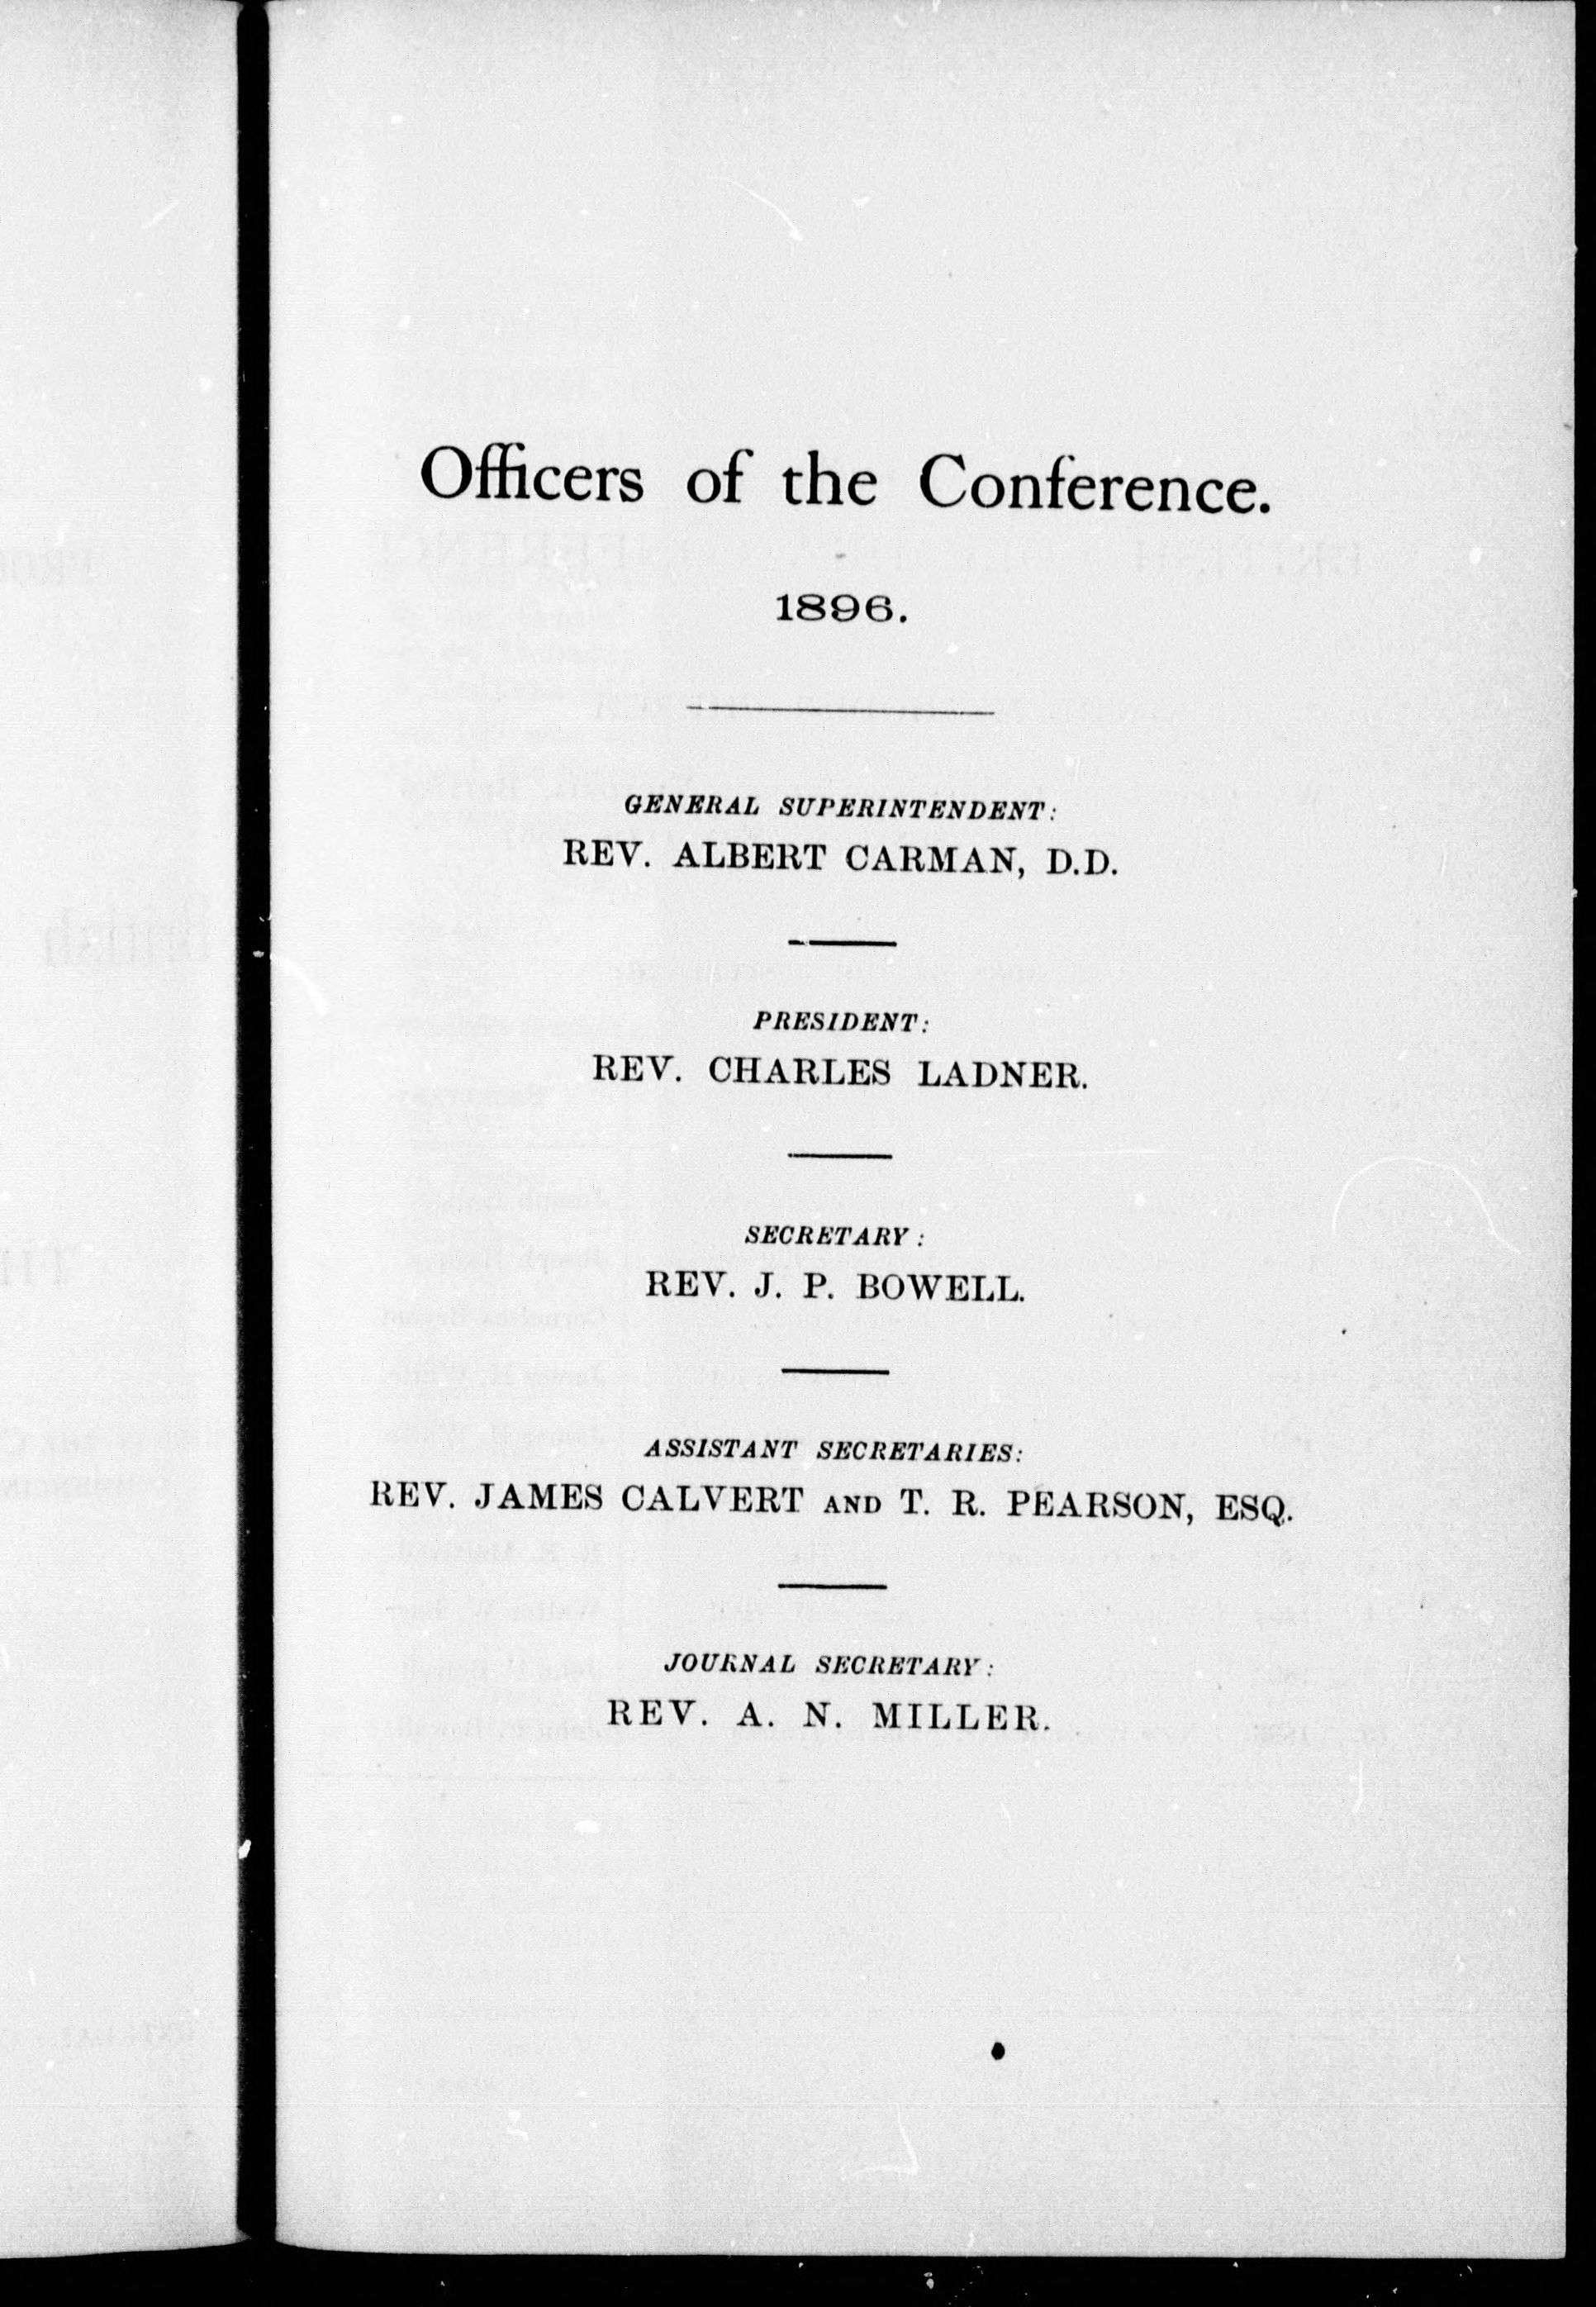 Officers of the Conference.
1896.
GENERAL SUPERINTENDENT:
REV. ALBERT CARMAN, D.D.
PRESIDENT:
REV. CHARLES LADNER.
SECRETARY:
REV. J. P. BOWELL.
ASSISTANT SECRETARIES:
REV. JAMES CALVERT AND T. R. PEARSON, ESQ.
JOURNAL SECRETARY:
REV. A. N. MILLER.